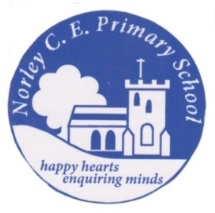 Norley C. E. Primary School
happy hearts
enquiring minds